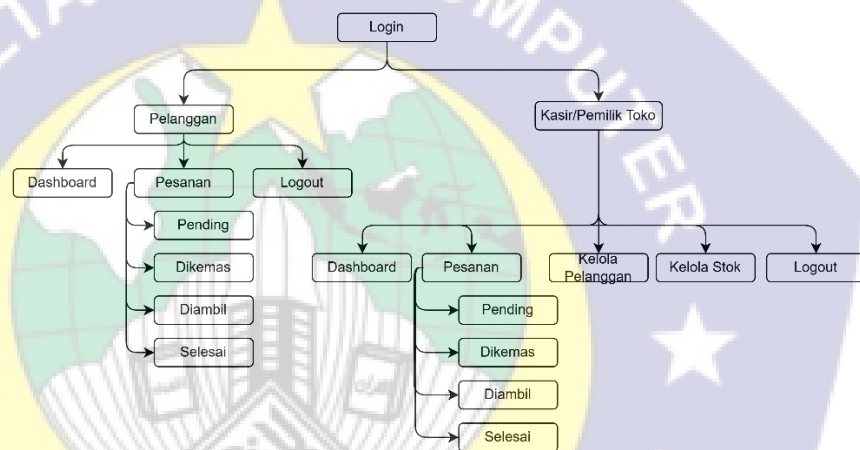 Login
Pelanggan
Kasir/Pemilik Toko
Dashboard
Pesanan
Logout
Pending
Dikemas
Diambil
Selesai
Dashboard
Pesanan
Kelola
Pelanggan
Kelola Stok
Logout
Pending
Dikemas
Diambil
Selesai